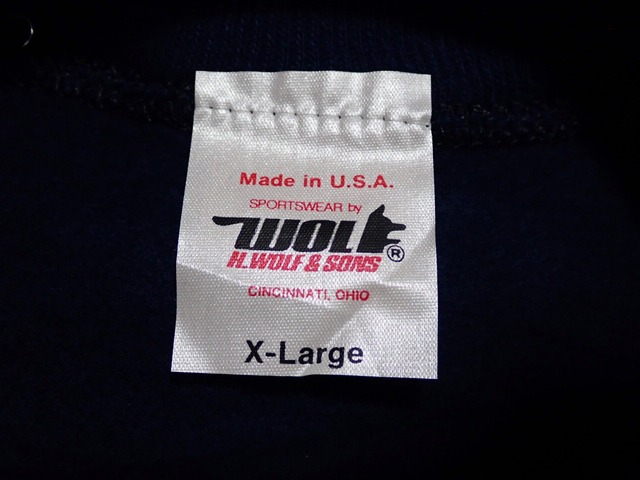 Made in U.S.A.
SPORTSWEAR by
WOLF®
H.WOLF & SONS
CINCINNATI, OHIO
X-Large